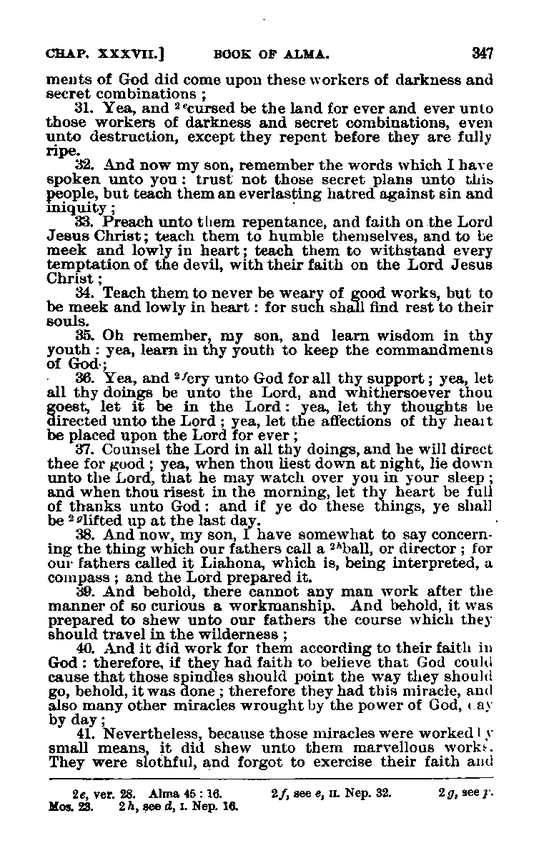 CHAP. XXXVII.] BOOK OF ALMA. 347
ments of God did come upon these workers of darkness and
secret combinations ;
31. Yea, and ²ᵉcursed be the land for ever and ever unto
those workers of darkness and secret combinations, even
unto destruction, except they repent before they are fully
ripe.
32. And now my son, remember the words which I have
spoken unto you : trust not those secret plans unto this
people, but teach them an everlasting hatred against sin and
iniquity ;
33. Preach unto them repentance, and faith on the Lord
Jesus Christ ; teach them to humble themselves, and to be
meek and lowly in heart ; teach them to withstand every
temptation of the devil, with their faith on the Lord Jesus
Christ ;
34. Teach them to never be weary of good works, but to
be meek and lowly in heart : for such shall find rest to their
souls.
35. Oh remember, my son, and learn wisdom in thy
youth : yea, learn in thy youth to keep the commandments
of God ;
36. Yea, and ²ᶠcry unto God for all thy support ; yea, let
all thy doings be unto the Lord, and whithersoever thou
goest, let it be in the Lord : yea, let thy thoughts be
directed unto the Lord ; yea, let the affections of thy heart
be placed upon the Lord for ever ;
37. Counsel the Lord in all thy doings, and he will direct
thee for good ; yea, when thou liest down at night, lie down
unto the Lord, that he may watch over you in your sleep ;
and when thou risest in the morning, let thy heart be full
of thanks unto God : and if ye do these things, ye shall
be ²ᵍlifted up at the last day.
38. And now, my son, I have somewhat to say concern-
ing the thing which our fathers call a ²ʰball, or director ; for
our fathers called it Liahona, which is, being interpreted, a
compass ; and the Lord prepared it.
39. And behold, there cannot any man work after the
manner of so curious a workmanship. And behold, it was
prepared to shew unto our fathers the course which they
should travel in the wilderness ;
40. And it did work for them according to their faith in
God : therefore, if they had faith to believe that God could
cause that those spindles should point the way they should
go, behold, it was done ; therefore they had this miracle, and
also many other miracles wrought by the power of God, day
by day ;
41. Nevertheless, because those miracles were worked by
small means, it did shew unto them marvellous works.
They were slothful, and forgot to exercise their faith and
2e, ver. 28. Alma 45 : 16. 2f, see e, II. Nep. 32. 2g, see
Mos. 23. 2h, see d, I. Nep. 16.